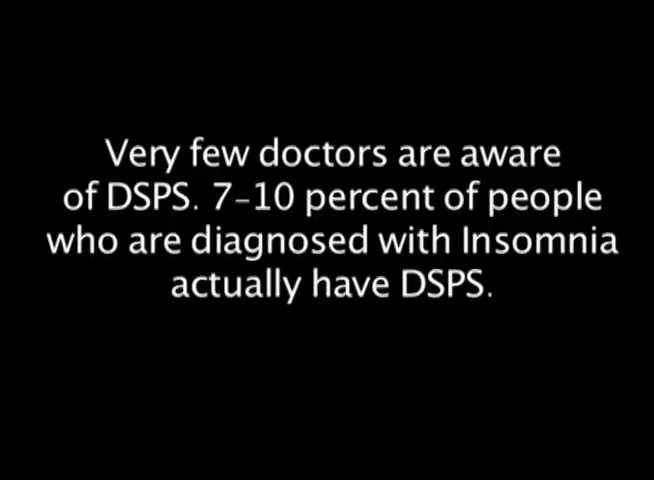 Very few doctors are aware
of DSPS. 7-10 percent of people
who are diagnosed with Insomnia
actually have DSPS.